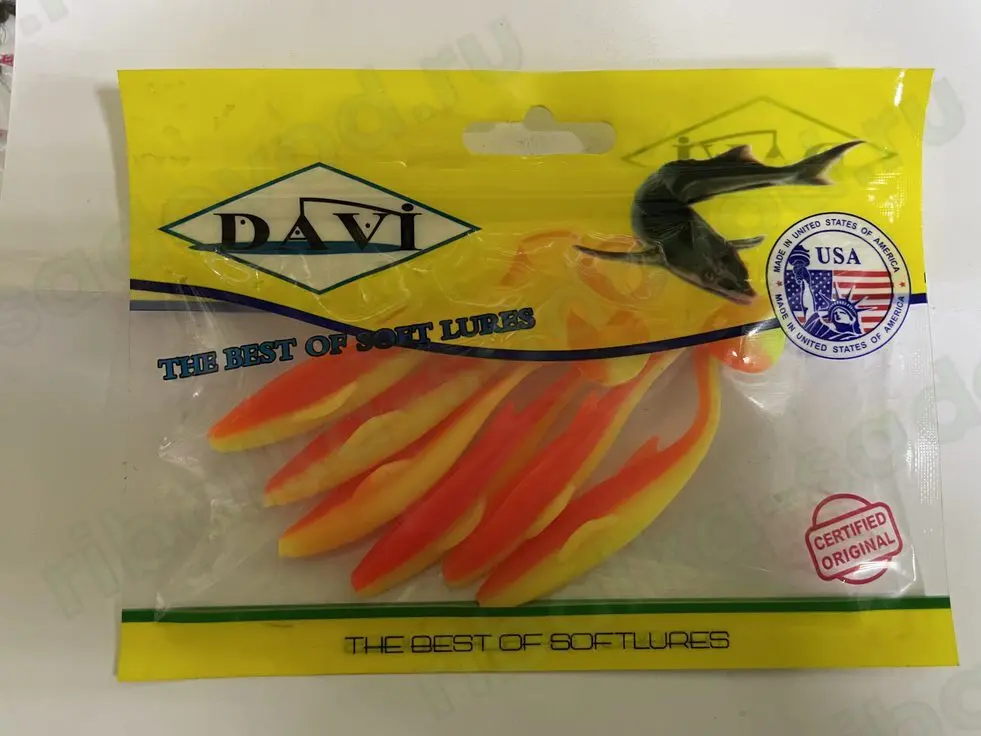 DAVİ
THE BEST OF SOFT LURES
DAVİ
MADE IN UNITED STATES OF AMERICA
USA
MADE IN UNITED STATES OF AMERICA
CERTIFIED
ORIGINAL
THE BEST OF SOFTLURES